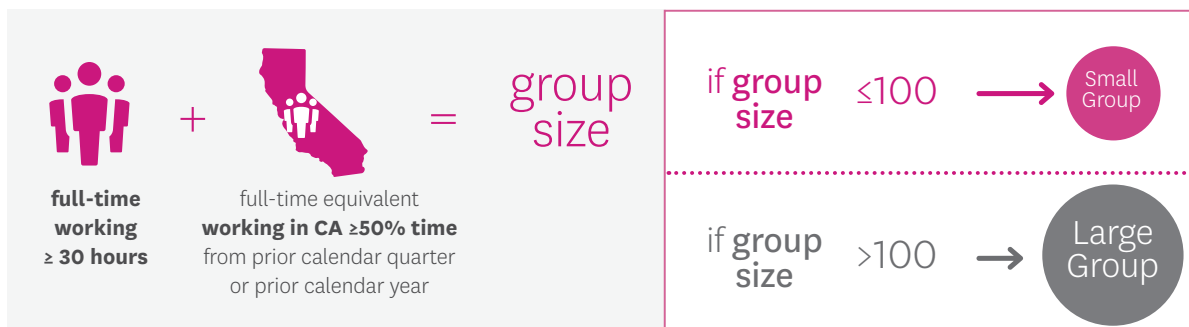 full-time
working
≥ 30 hours
+
full-time equivalent
working in CA ≥50% time
from prior calendar quarter
or prior calendar year
=
group
size
if group
size
≤100
Small
Group
if group
size
>100
Large
Group